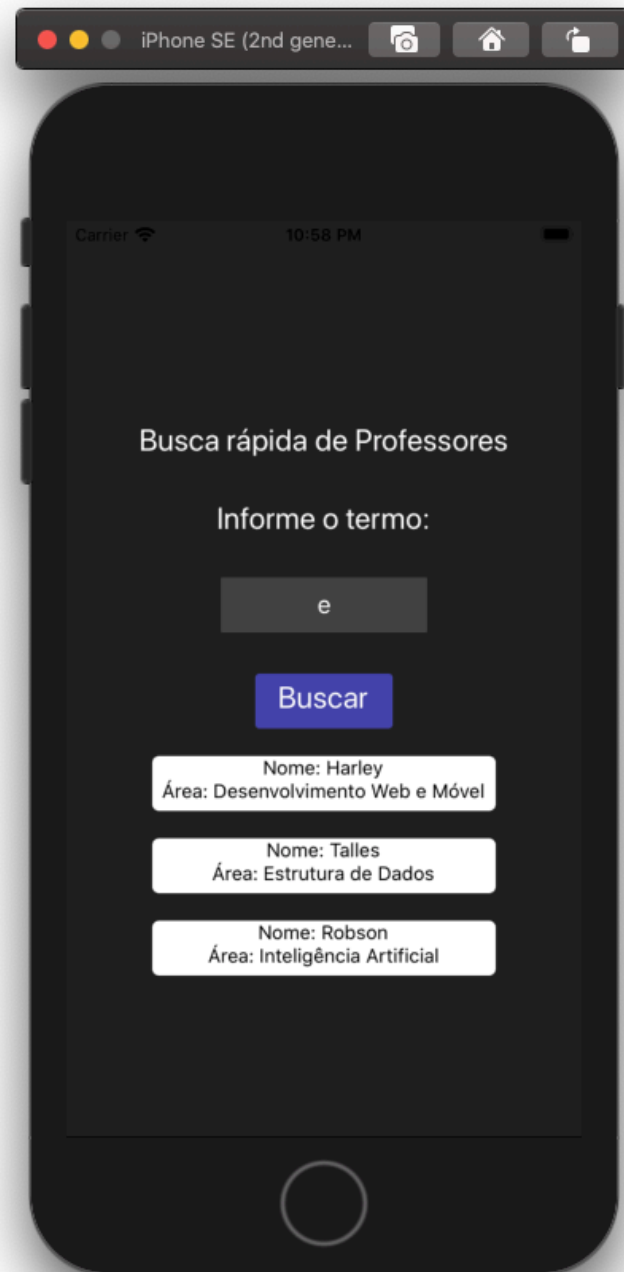 iPhone SE (2nd gene...
Carrier 10:58 PM
Busca rápida de Professores
Informe o termo:
e
Buscar
Nome: Harley
Área: Desenvolvimento Web e Móvel
Nome: Talles
Área: Estrutura de Dados
Nome: Robson
Área: Inteligência Artificial